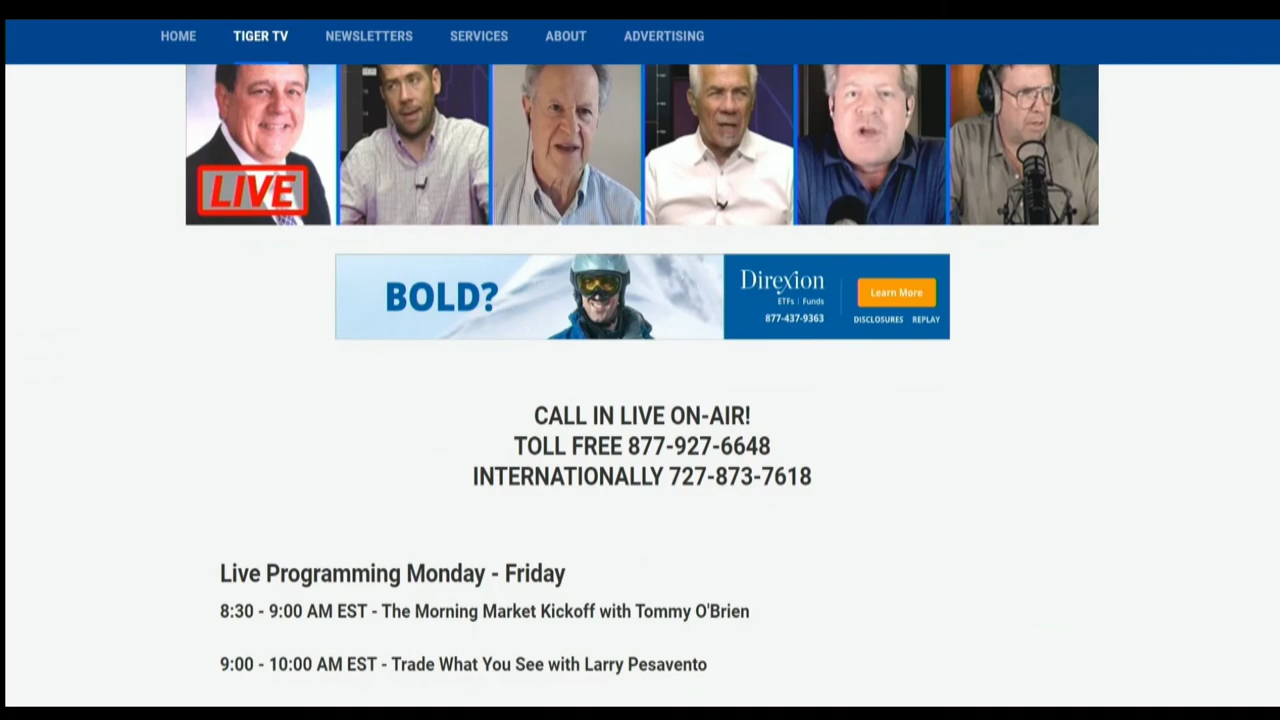 HOME TIGER TV NEWSLETTERS SERVICES ABOUT ADVERTISING
LIVE
BOLD?
Direxion
ETFs | Funds
877-437-9363
Learn More
DISCLOSURES REPLAY
CALL IN LIVE ON-AIR!
TOLL FREE 877-927-6648
INTERNATIONALLY 727-873-7618
Live Programming Monday - Friday
8:30 - 9:00 AM EST - The Morning Market Kickoff with Tommy O'Brien
9:00 - 10:00 AM EST - Trade What You See with Larry Pesavento